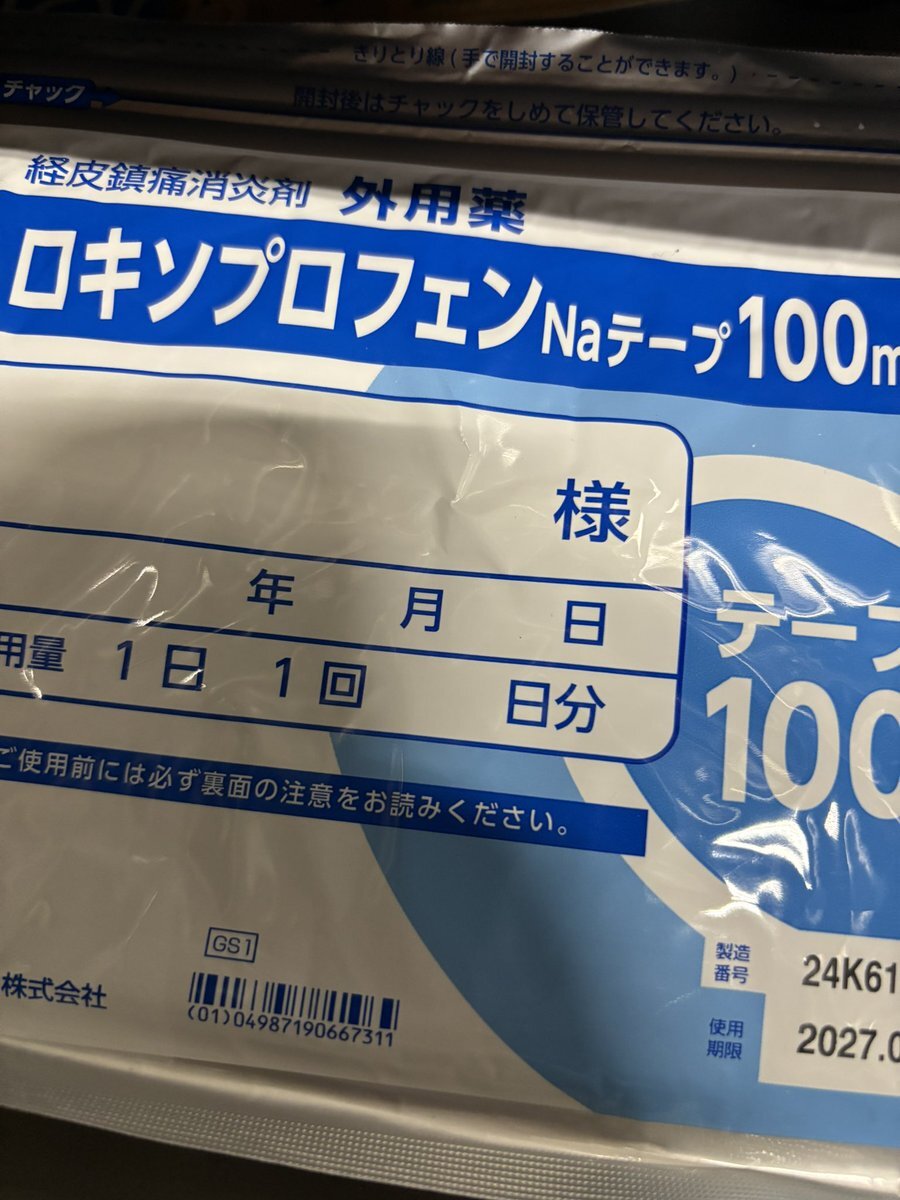 きりとり線(手で開封することができます。)
チャック
開封後はチャックをしめて保管してください。
経皮鎮痛消炎剤 外用薬
ロキソプロフェンNaテープ100m
様
年 月 日
用量 1日 1回 日分
テープ
100
ご使用前には必ず裏面の注意をお読みください。
GS1
株式会社
(01)04987190667311
製造番号 24K61
使用期限 2027.0